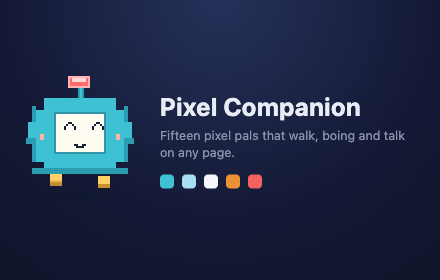 Pixel Companion
Fifteen pixel pals that walk, boing and talk
on any page.